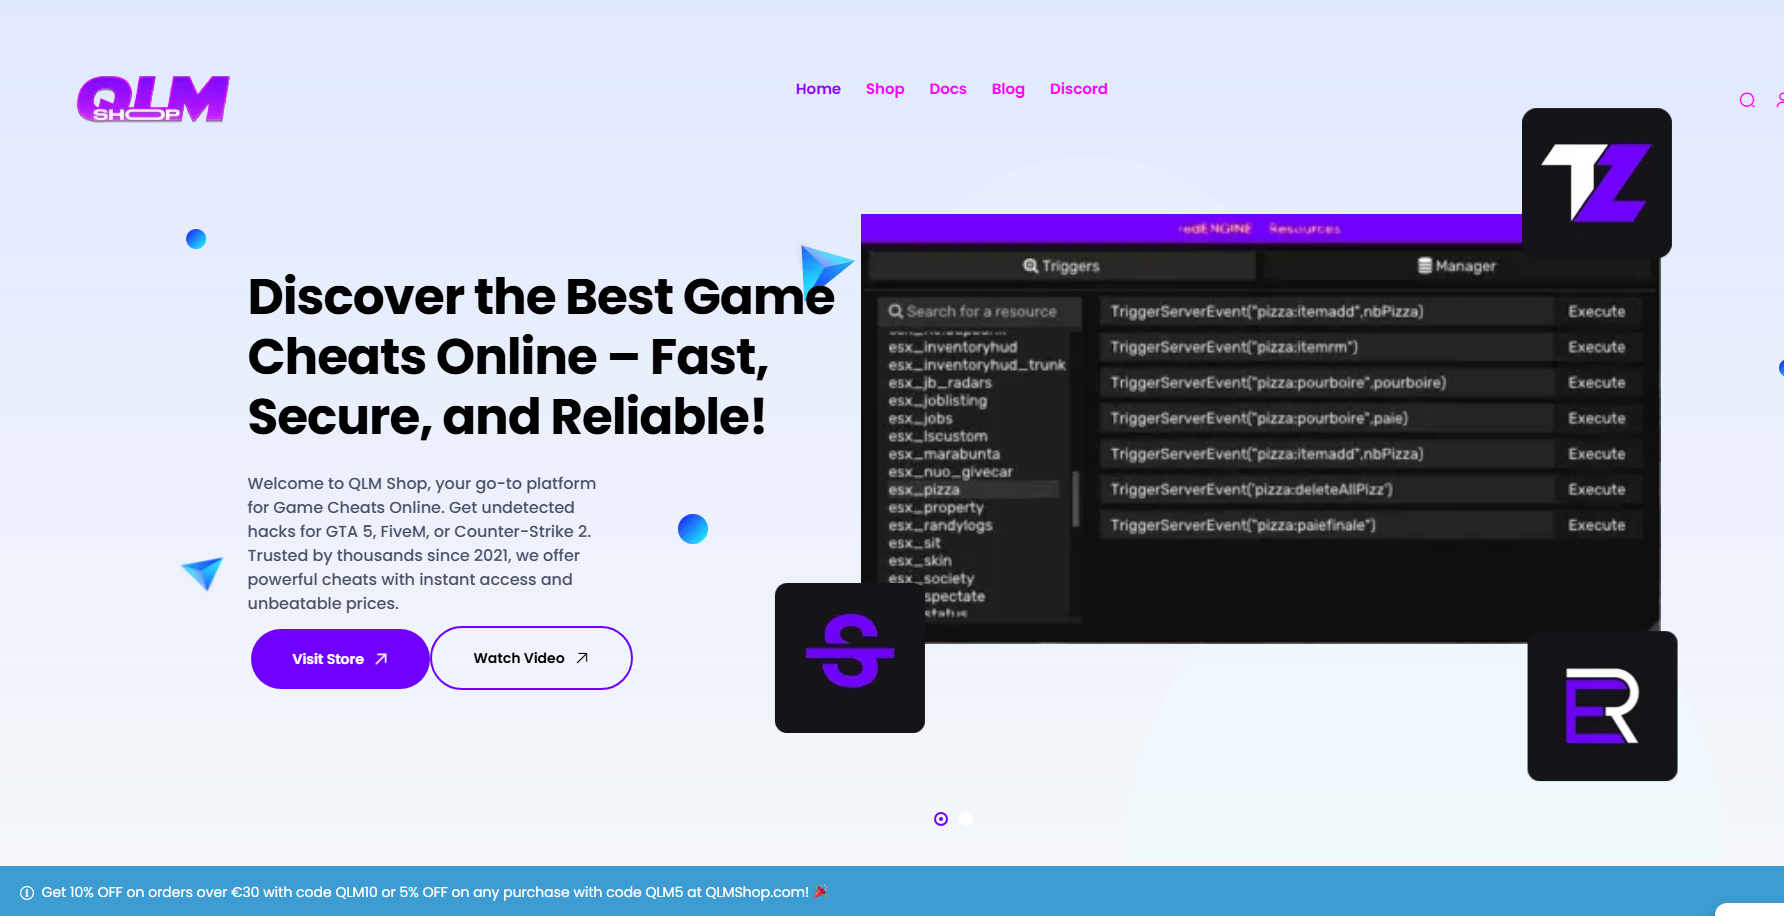 QLM
SHOP
Home Shop Docs Blog Discord
TZ
redENGINE Resources
Triggers Manager
Discover the Best Game
Cheats Online – Fast,
Secure, and Reliable!
Welcome to QLM Shop, your go-to platform
for Game Cheats Online. Get undetected
hacks for GTA 5, FiveM, or Counter-Strike 2.
Trusted by thousands since 2021, we offer
powerful cheats with instant access and
unbeatable prices.
Visit Store
Watch Video
Search for a resource
esx_inventoryhud
esx_inventoryhud_trunk
esx_jb_radars
esx_joblisting
esx_jobs
esx_lscustom
esx_marabunta
esx_nuo_givecar
esx_pizza
esx_property
esx_randylogs
esx_sit
esx_skin
esx_society
spectate
status
TriggerServerEvent("pizza:itemadd",nbPizza) Execute
TriggerServerEvent("pizza:itemrm") Execute
TriggerServerEvent("pizza:pourboire",pourboire) Execute
TriggerServerEvent("pizza:pourboire",paie) Execute
TriggerServerEvent("pizza:itemadd",nbPizza) Execute
TriggerServerEvent('pizza:deleteAllPizz') Execute
TriggerServerEvent("pizza:paiefinale") Execute
S
ER
Get 10% OFF on orders over €30 with code QLM10 or 5% OFF on any purchase with code QLM5 at QLMShop.com! 🎉